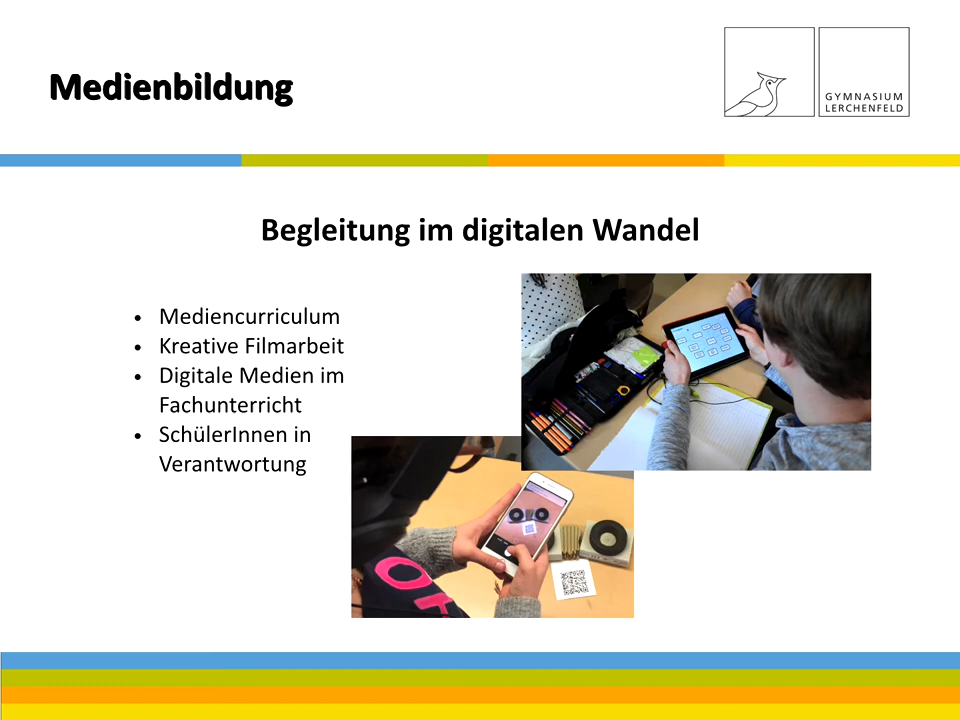 Medienbildung
GYMNASIUM
LERCHENFELD
Begleitung im digitalen Wandel
• Mediencurriculum
• Kreative Filmarbeit
• Digitale Medien im
Fachunterricht
• SchülerInnen in
Verantwortung